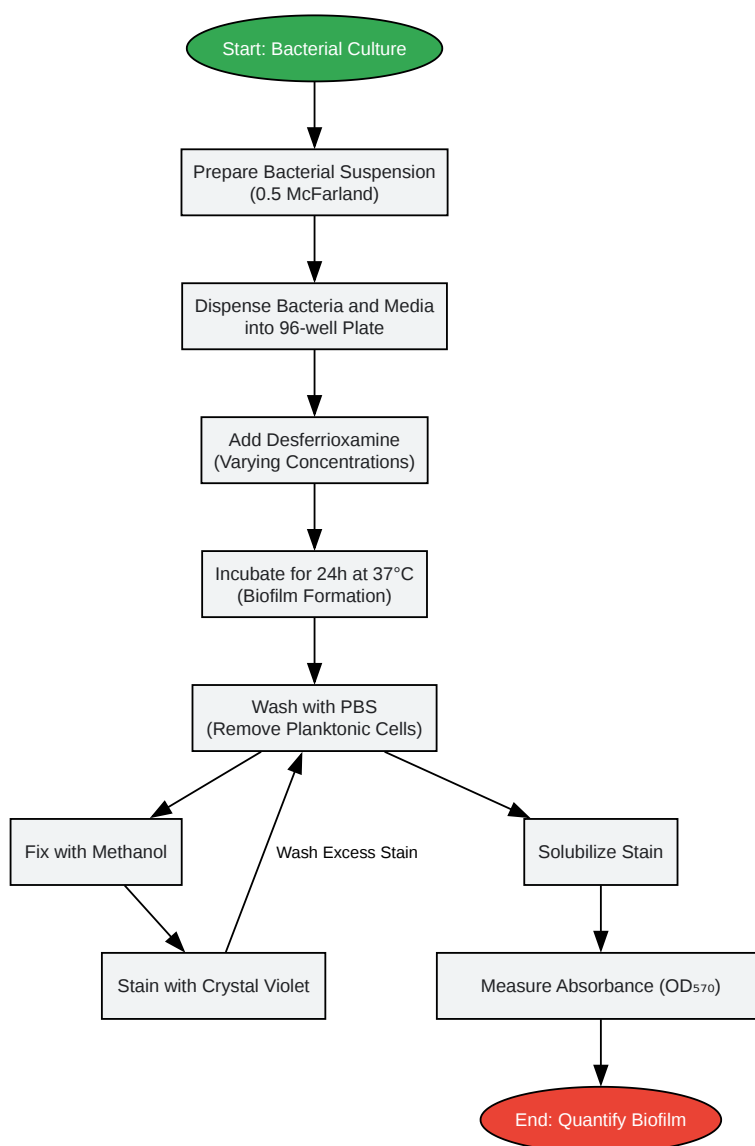 Start: Bacterial Culture
Prepare Bacterial Suspension
(0.5 McFarland)
Dispense Bacteria and Media
into 96-well Plate
Add Desferrioxamine
(Varying Concentrations)
Incubate for 24h at 37°C
(Biofilm Formation)
Wash with PBS
(Remove Planktonic Cells)
Fix with Methanol
Wash Excess Stain
Solubilize Stain
Stain with Crystal Violet
Measure Absorbance (OD₅₇₀)
End: Quantify Biofilm